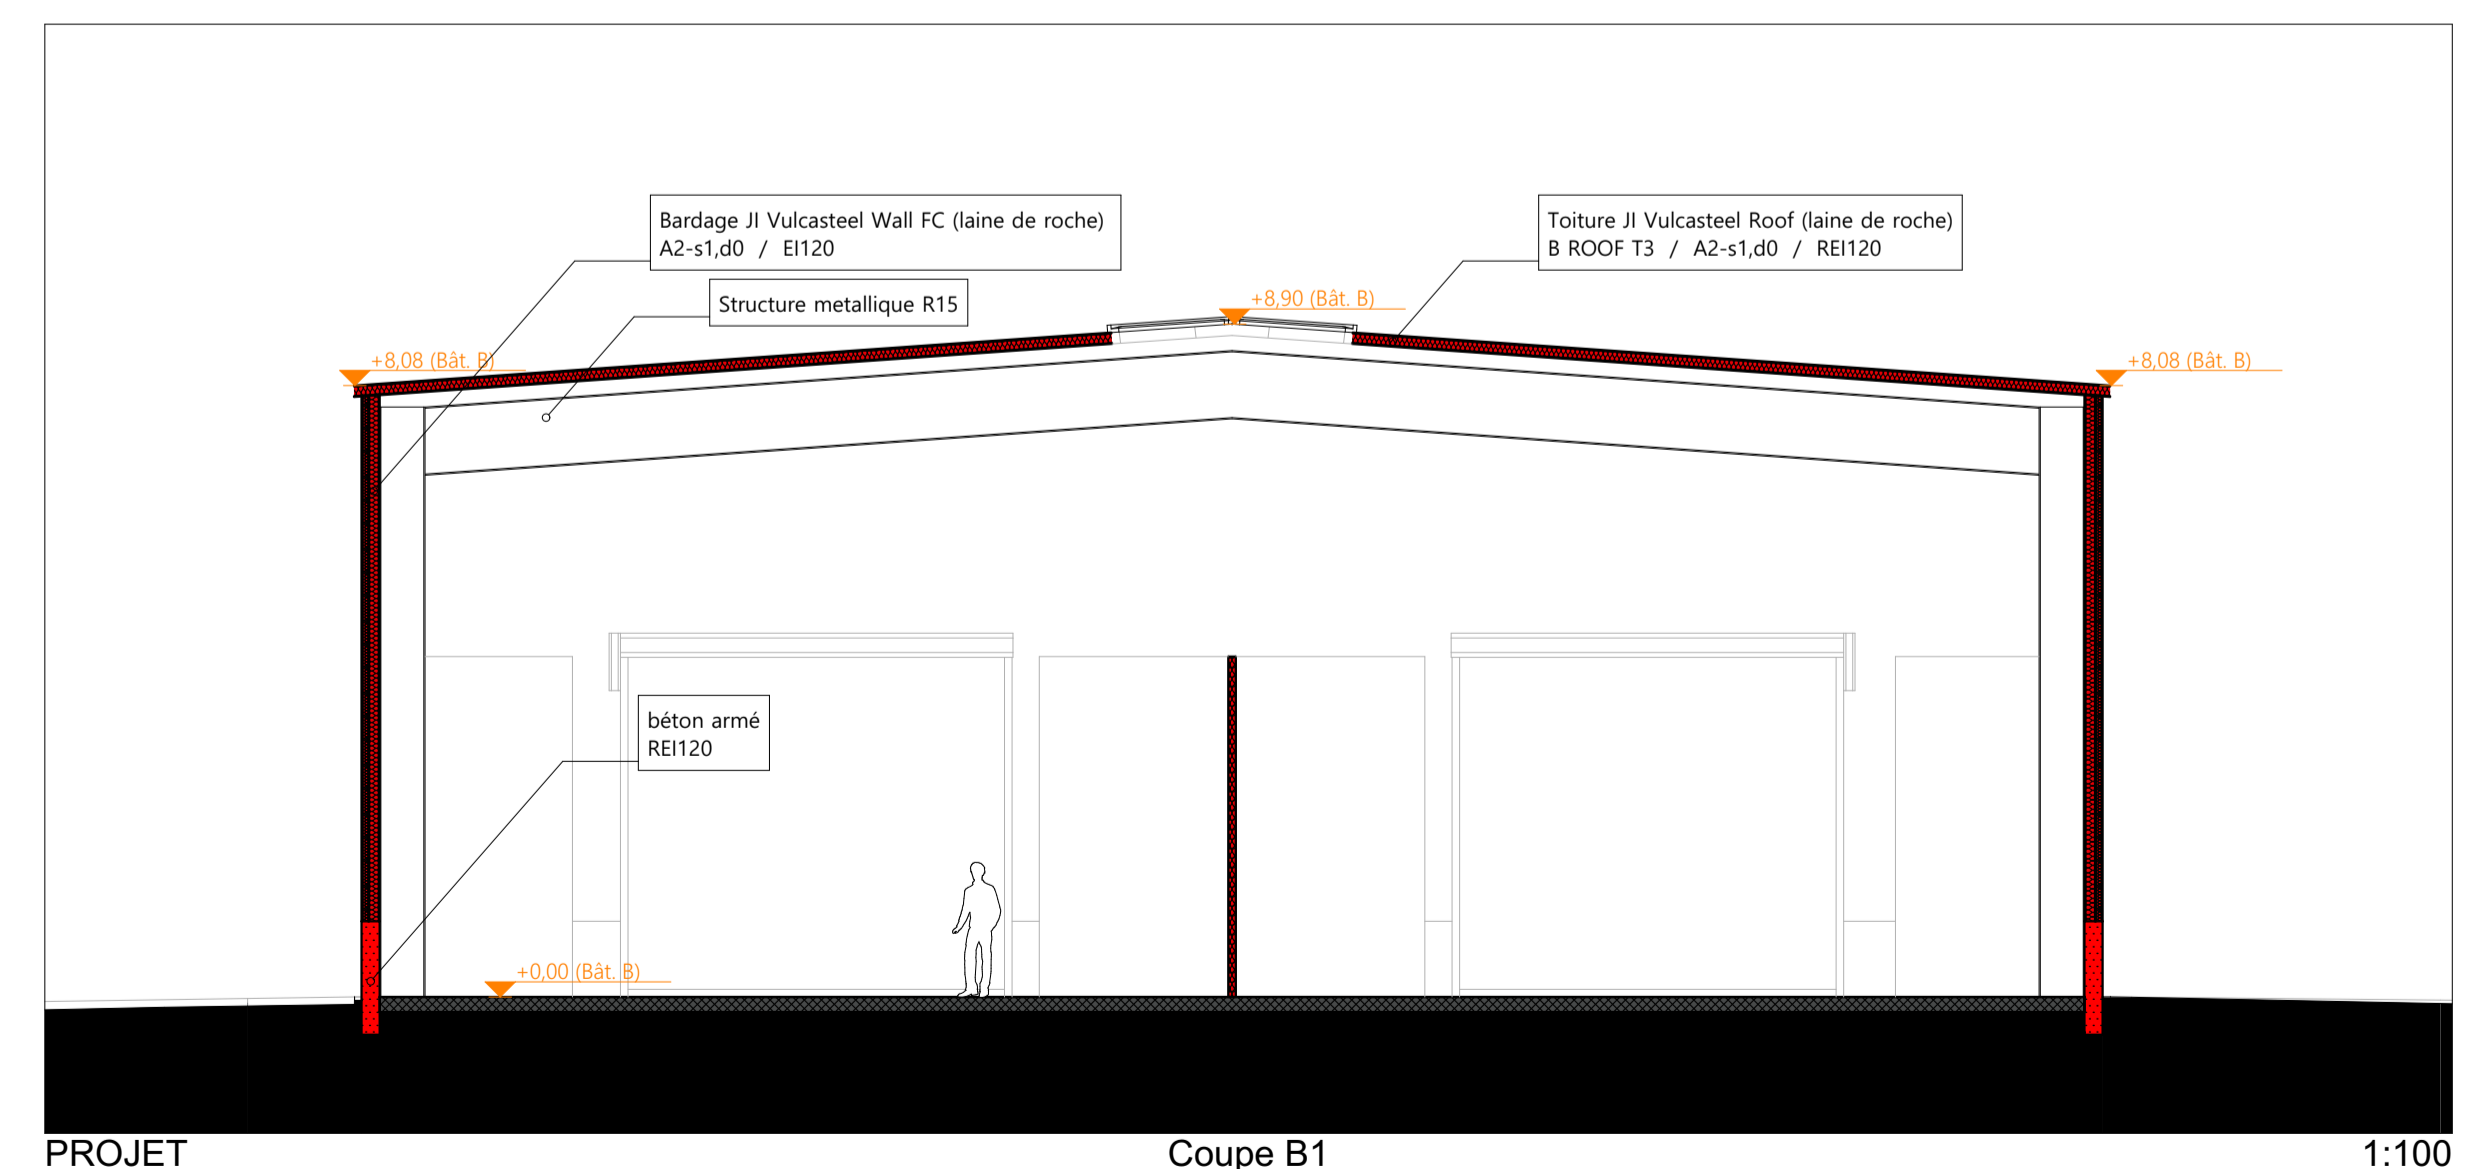 Bardage JI Vulcasteel Wall FC (laine de roche)
A2-s1,d0 / EI120
Toiture JI Vulcasteel Roof (laine de roche)
B ROOF T3 / A2-s1,d0 / REI120
Structure metallique R15
+8,90 (Bât. B)
+8,08 (Bât. B)
+8,08 (Bât. B)
béton armé
REI120
+0,00 (Bât. B)
PROJET
Coupe B1
1:100